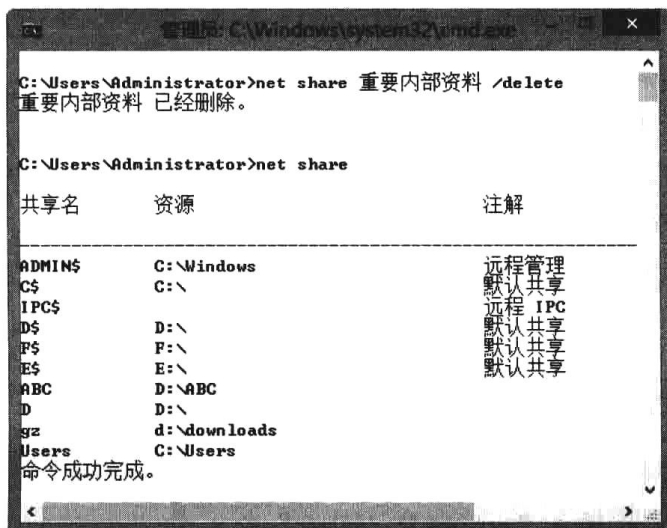 管理员: C:\Windows\system32\cmd.exe
C:\Users\Administrator>net share 重要内部资料 /delete
重要内部资料 已经删除。
C:\Users\Administrator>net share
共享名 资源 注解
-------------------------------------------------------------------------------
ADMIN$ C:\Windows 远程管理
C$ C:\ 默认共享
IPC$ 远程 IPC
D$ D:\ 默认共享
F$ F:\ 默认共享
E$ E:\ 默认共享
ABC D:\ABC
D D:\
gz d:\downloads
Users C:\Users
命令成功完成。